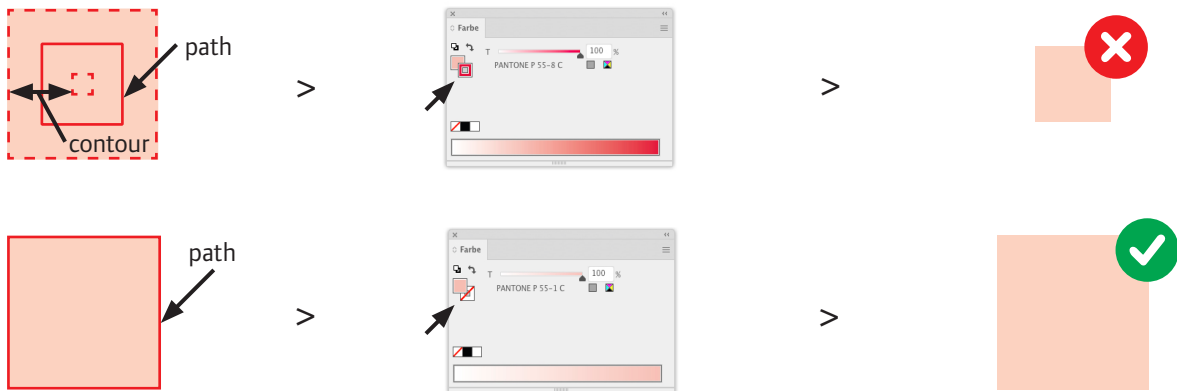 path
contour
>
Farbe
T 100 %
PANTONE P 55-8 C
>
path
>
Farbe
T 100 %
PANTONE P 55-1 C
>